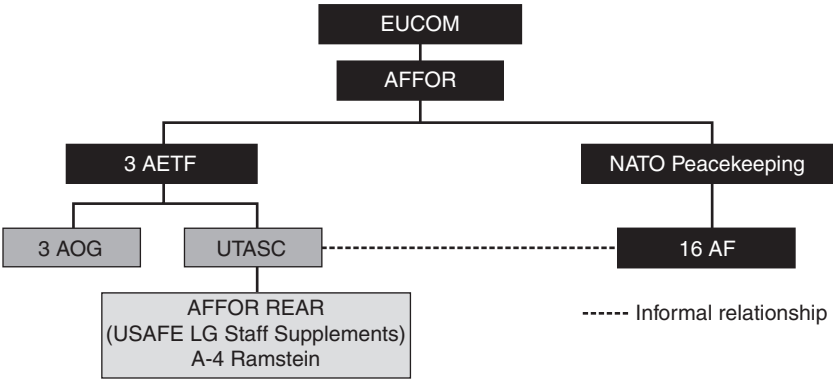 EUCOM
AFFOR
3 AETF
NATO Peacekeeping
3 AOG
UTASC
16 AF
AFFOR REAR
(USAFE LG Staff Supplements)
A-4 Ramstein
Informal relationship